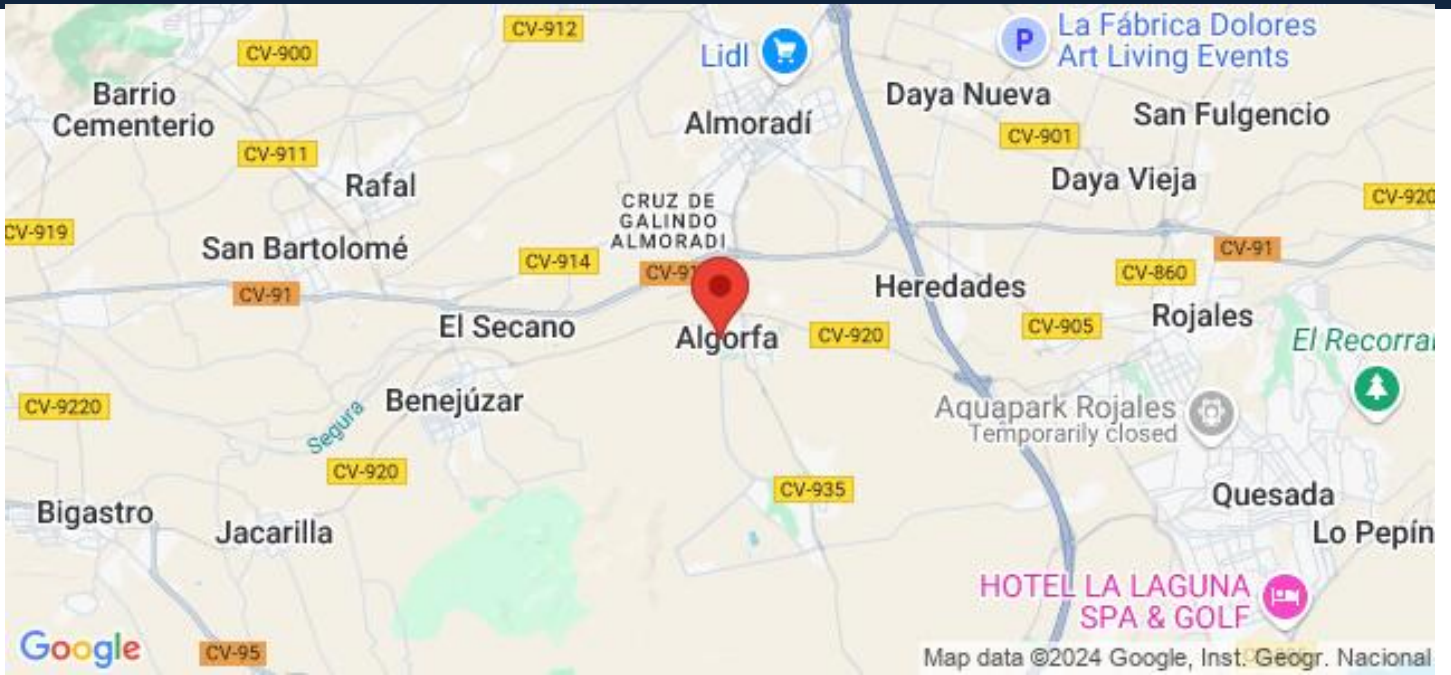 CV-912
La Fábrica Dolores
Art Living Events
P
CV-900
Lidl
Barrio
Cementerio
Daya Nueva
San Fulgencio
Almoradí
CV-901
CV-911
Rafal
Daya Vieja
CV-920
CRUZ DE
GALINDO
ALMORADI
CV-919
San Bartolomé
CV-914
CV-91
CV-91
CV-860
Heredades
CV-91
Rojales
El Secano
Algorfa
CV-920
CV-905
El Recorral
Benejúzar
CV-9220
Segura
Aquapark Rojales
Temporarily closed
CV-920
CV-935
Quesada
Bigastro
Jacarilla
Lo Pepín
HOTEL LA LAGUNA
SPA & GOLF
Google
CV-95
Map data ©2024 Google, Inst. Geogr. Nacional